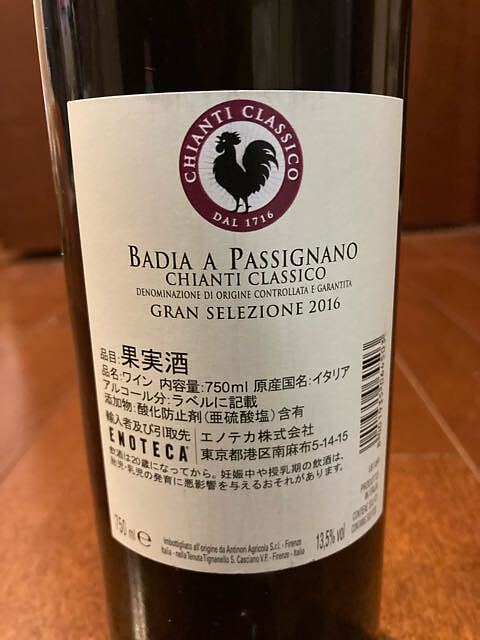 CHIANTI CLASSICO
DAL 1716
BADIA A PASSIGNANO
CHIANTI CLASSICO
DENOMINAZIONE DI ORIGINE CONTROLLATA E GARANTITA
GRAN SELEZIONE 2016
品目:果実酒
品名:ワイン 内容量:750ml 原産国名:イタリア
アルコール分:ラベルに記載
添加物:酸化防止剤(亜硫酸塩)含有
輸入者及び引取先
ENOTECA エノテカ株式会社
東京都港区南麻布5-14-15
飲酒は20歳になってから。妊娠中や授乳期の飲酒は、
胎児・乳児の発育に悪影響を与えるおそれがあります。
750 ml e
Imbottigliato all'origine da Antinori Agricola S.r.l. - Firenze
Italia - nella Tenuta Tignanello S. Casciano V.P. - Firenze - Italia
13,5% vol